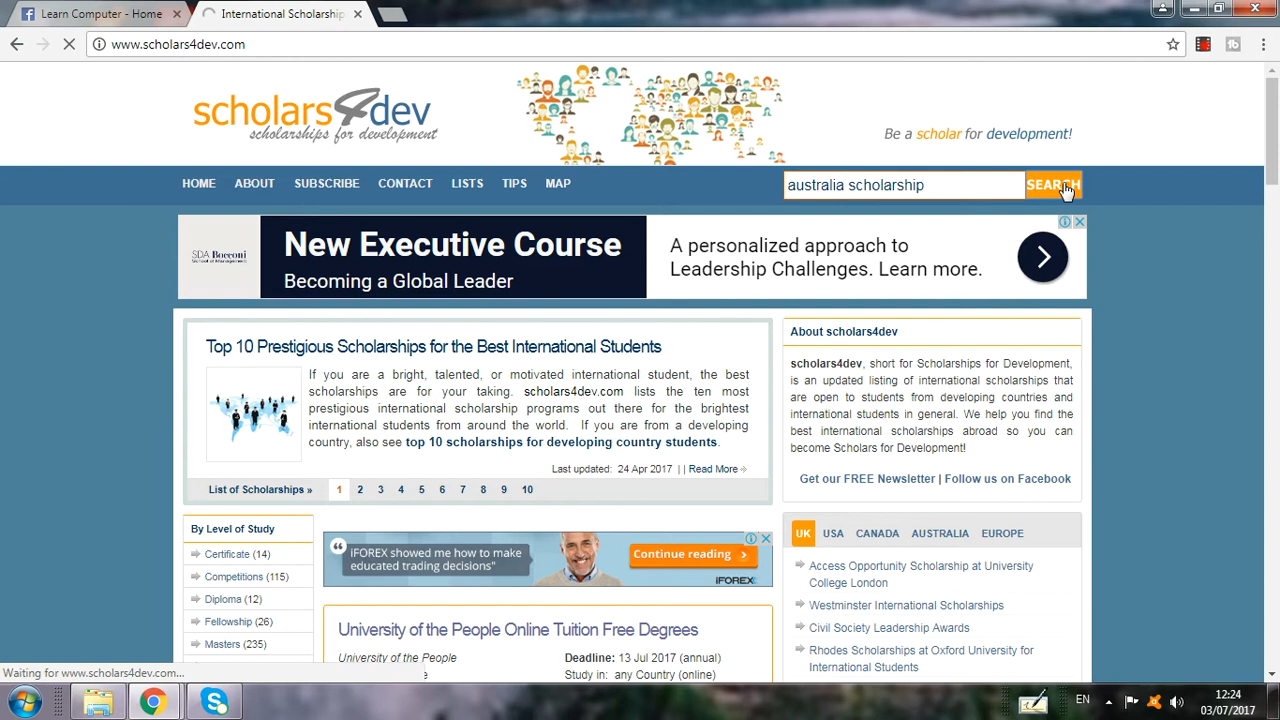 Learn Computer - Home
International Scholarship
www.scholars4dev.com
scholars4dev
scholarships for development
Be a scholar for development!
HOME ABOUT SUBSCRIBE CONTACT LISTS TIPS MAP
australia scholarship SEARCH
SDA Bocconi
New Executive Course
Becoming a Global Leader
A personalized approach to
Leadership Challenges. Learn more.
Top 10 Prestigious Scholarships for the Best International Students
If you are a bright, talented, or motivated international student, the best
scholarships are for your taking. scholars4dev.com lists the ten most
prestigious international scholarship programs out there for the brightest
international students from around the world. If you are from a developing
country, also see top 10 scholarships for developing country students.
Last updated: 24 Apr 2017 | | Read More
List of Scholarships » 1 2 3 4 5 6 7 8 9 10
About scholars4dev
scholars4dev, short for Scholarships for Development,
is an updated listing of international scholarships that
are open to students from developing countries and
international students in general. We help you find the
best international scholarships abroad so you can
become Scholars for Development!
Get our FREE Newsletter | Follow us on Facebook
By Level of Study
Certificate (14)
Competitions (115)
Diploma (12)
Fellowship (26)
Masters (235)
iFOREX showed me how to make
educated trading decisions"
Continue reading
iFOREX
University of the People Online Tuition Free Degrees
University of the People
Deadline: 13 Jul 2017 (annual)
Study in: any Country (online)
UK USA CANADA AUSTRALIA EUROPE
Access Opportunity Scholarship at University
College London
Westminster International Scholarships
Civil Society Leadership Awards
Rhodes Scholarships at Oxford University for
International Students
Waiting for www.scholars4dev.com...
EN
12:24
03/07/2017